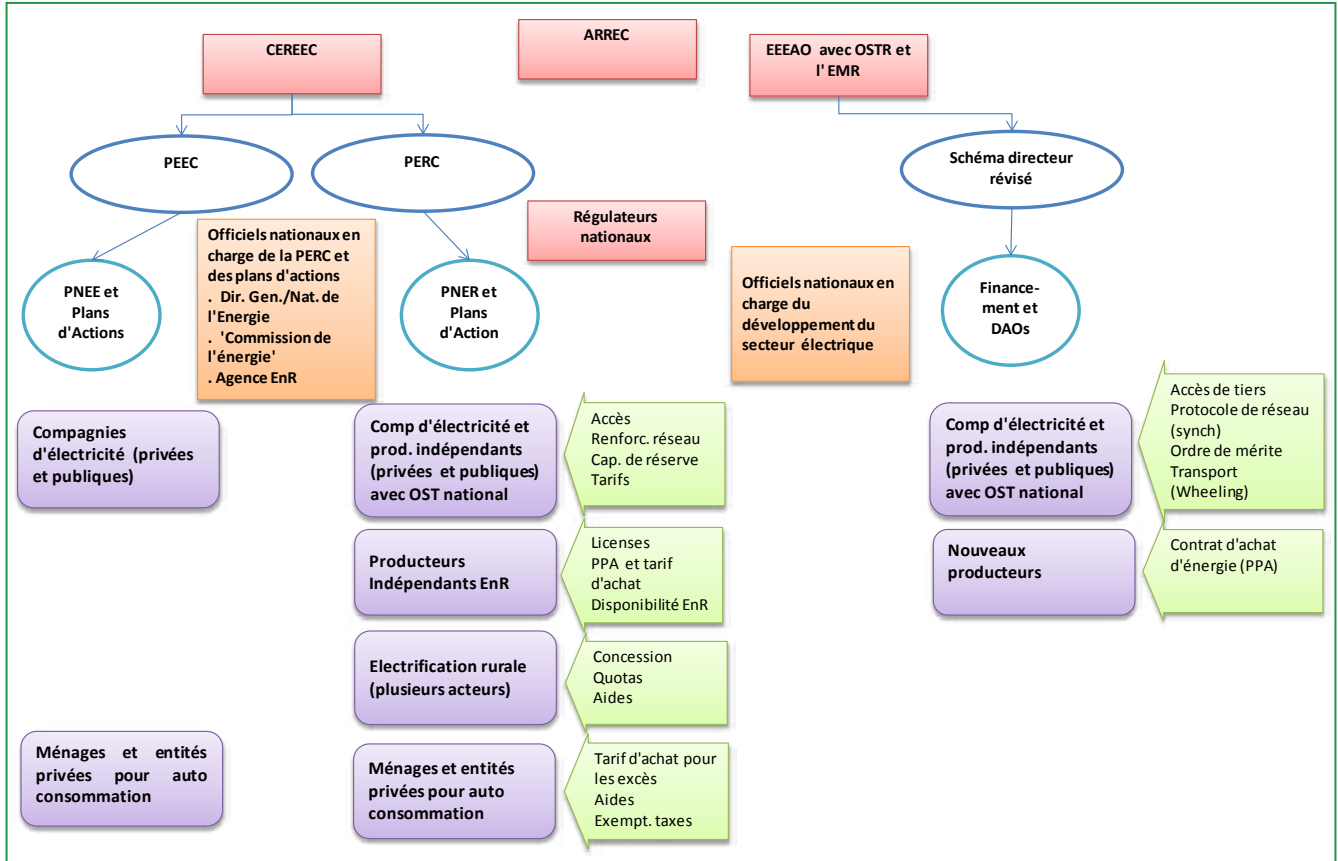 CEREEC
ARREC
EEEAO avec OSTR et
l' EMR
PEEC
PERC
Schéma directeur
révisé
Officiels nationaux en
charge de la PERC et
des plans d'actions
. Dir. Gen./Nat. de
l'Energie
. 'Commission de
l'énergie'
. Agence EnR
Régulateurs
nationaux
PNEE et
Plans
d'Actions
PNER et
Plans
d'Action
Officiels nationaux en
charge du
développement du
secteur électrique
Finance-
ment et
DAOs
Compagnies
d'électricité (privées
et publiques)
Comp d'électricité et
prod. indépendants
(privées et publiques)
avec OST national
Accès
Renforc. réseau
Cap. de réserve
Tarifs
Comp d'électricité et
prod. indépendants
(privées et publiques)
avec OST national
Accès de tiers
Protocole de réseau
(synch)
Ordre de mérite
Transport
(Wheeling)
Producteurs
Indépendants EnR
Licenses
PPA et tarif
d'achat
Disponibilité EnR
Nouveaux
producteurs
Contrat d'achat
d'énergie (PPA)
Electrification rurale
(plusieurs acteurs)
Concession
Quotas
Aides
Ménages et entités
privées pour auto
consommation
Ménages et entités
privées pour auto
consommation
Tarif d'achat pour
les excès
Aides
Exempt. taxes